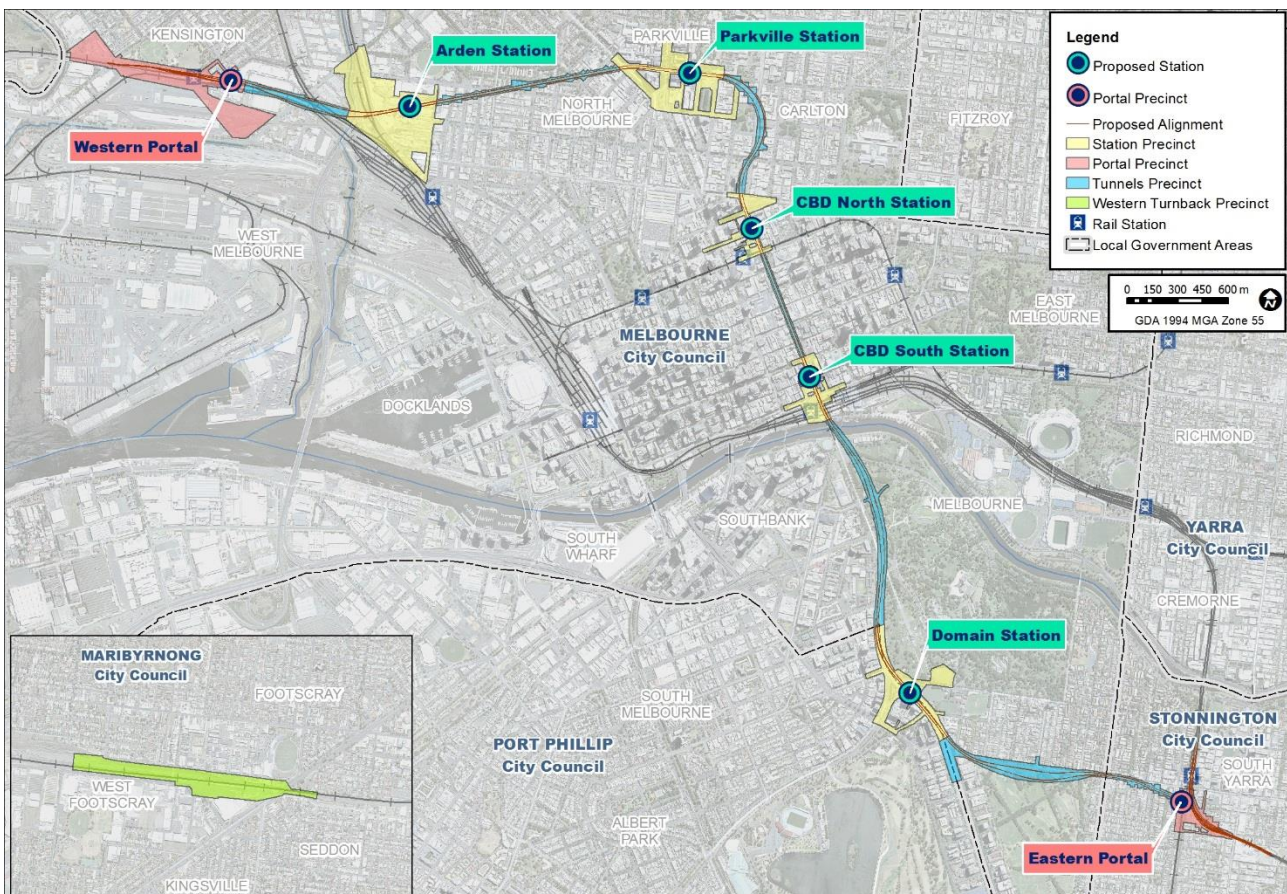 KENSINGTON
Arden Station
PARKVILLE
Parkville Station
Western Portal
NORTH
MELBOURNE
CARLTON
FITZROY
Legend
Proposed Station
Portal Precinct
Proposed Alignment
Station Precinct
Portal Precinct
Tunnels Precinct
Western Turnback Precinct
Rail Station
Local Government Areas
0 150 300 450 600 m
GDA 1994 MGA Zone 55
WEST
MELBOURNE
CBD North Station
EAST
MELBOURNE
MELBOURNE
City Council
CBD South Station
DOCKLANDS
RICHMOND
MELBOURNE
SOUTHBANK
SOUTH
WHARF
YARRA
City Council
CREMORNE
Domain Station
SOUTH
MELBOURNE
PORT PHILLIP
City Council
STONNINGTON
City Council
SOUTH
YARRA
ALBERT
PARK
Eastern Portal
MARIBYRNONG
City Council
FOOTSCRAY
WEST
FOOTSCRAY
SEDDON
KINGSVILLE